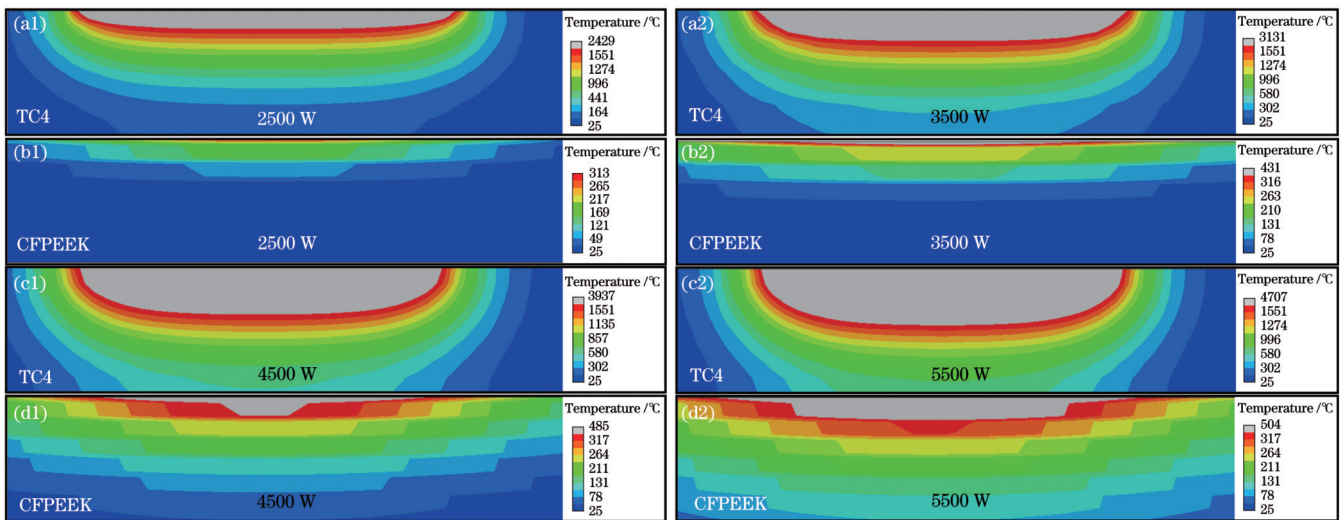 (a1)
TC4
2500 W
Temperature /℃
2429
1551
1274
996
441
164
25
(a2)
TC4
3500 W
Temperature /℃
3131
1551
1274
996
580
302
25
(b1)
CFPEEK
2500 W
Temperature /℃
313
265
217
169
121
49
25
(b2)
CFPEEK
3500 W
Temperature /℃
431
316
263
210
131
78
25
(c1)
TC4
4500 W
Temperature /℃
3937
1551
1135
857
580
302
25
(c2)
TC4
5500 W
Temperature /℃
4707
1551
1274
996
580
302
25
(d1)
CFPEEK
4500 W
Temperature /℃
485
317
264
211
131
78
25
(d2)
CFPEEK
5500 W
Temperature /℃
504
317
264
211
131
78
25